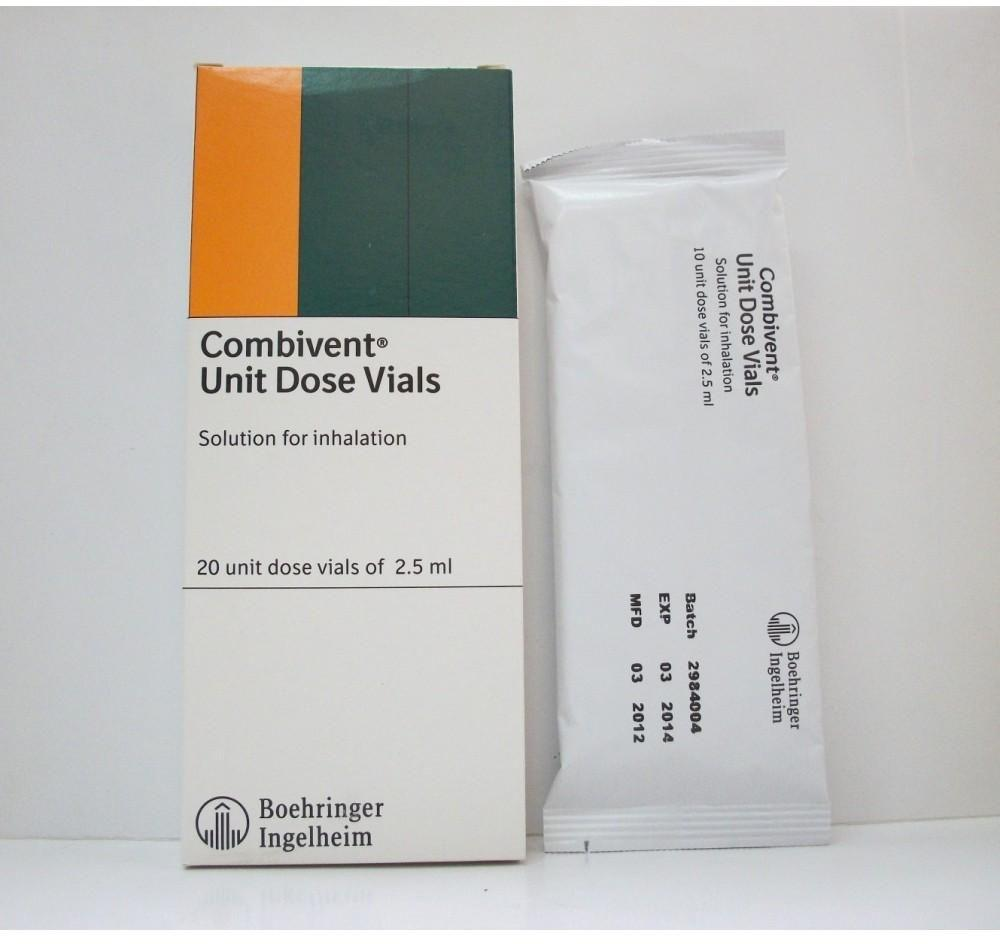 Combivent®
Unit Dose Vials
Solution for inhalation
20 unit dose vials of 2.5 ml
Boehringer
Ingelheim
Combivent®
Unit Dose Vials
Solution for inhalation
10 unit dose vials of 2.5 ml
Boehringer
Ingelheim
Batch 2984004
EXP 03 2014
MFD 03 2012